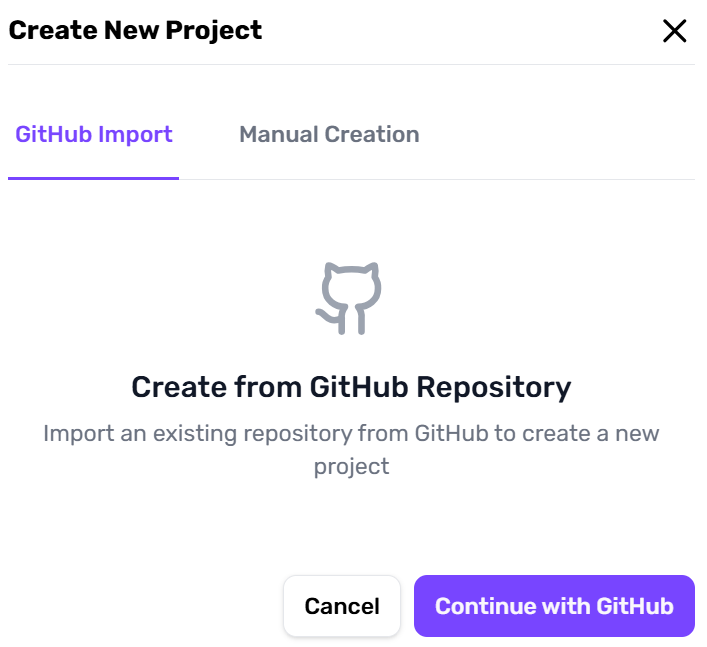 Create New Project
GitHub Import
Manual Creation
Create from GitHub Repository
Import an existing repository from GitHub to create a new
project
Cancel
Continue with GitHub